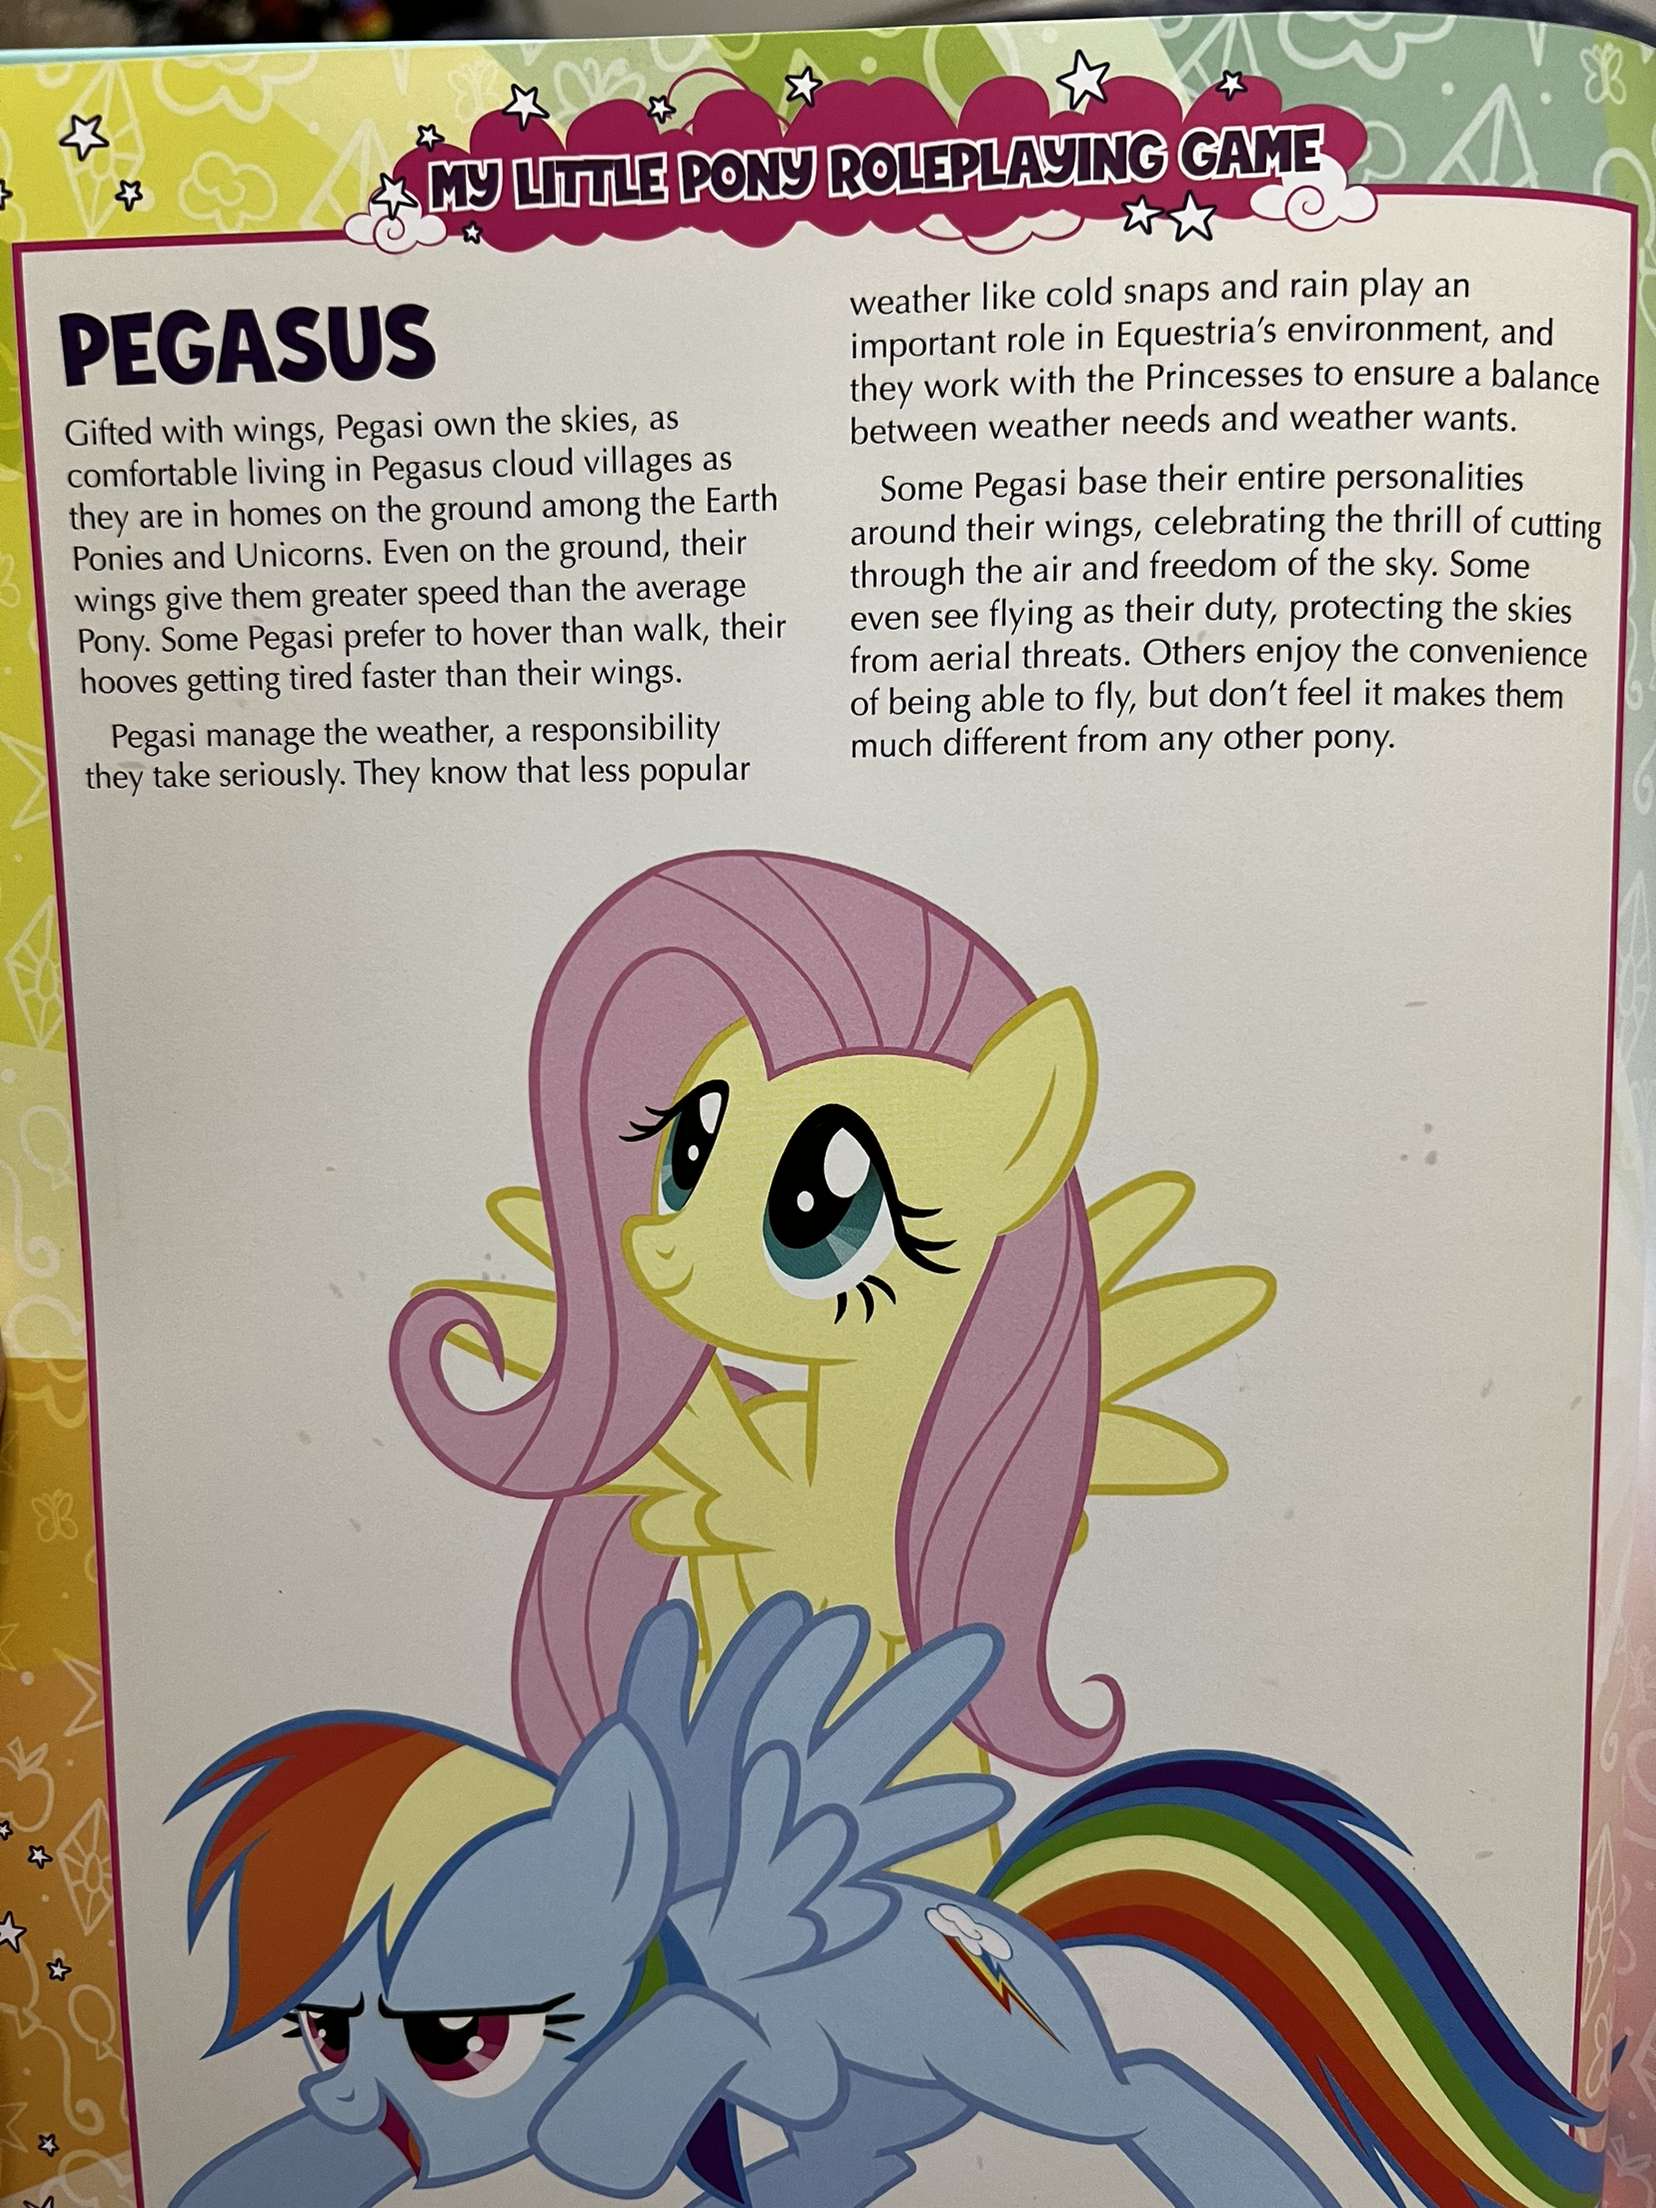 MY LITTLE PONY ROLEPLAYING GAME
PEGASUS
Gifted with wings, Pegasi own the skies, as
comfortable living in Pegasus cloud villages as
they are in homes on the ground among the Earth
Ponies and Unicorns. Even on the ground, their
wings give them greater speed than the average
Pony. Some Pegasi prefer to hover than walk, their
hooves getting tired faster than their wings.
Pegasi manage the weather, a responsibility
they take seriously. They know that less popular
weather like cold snaps and rain play an
important role in Equestria's environment, and
they work with the Princesses to ensure a balance
between weather needs and weather wants.
Some Pegasi base their entire personalities
around their wings, celebrating the thrill of cutting
through the air and freedom of the sky. Some
even see flying as their duty, protecting the skies
from aerial threats. Others enjoy the convenience
of being able to fly, but don't feel it makes them
much different from any other pony.